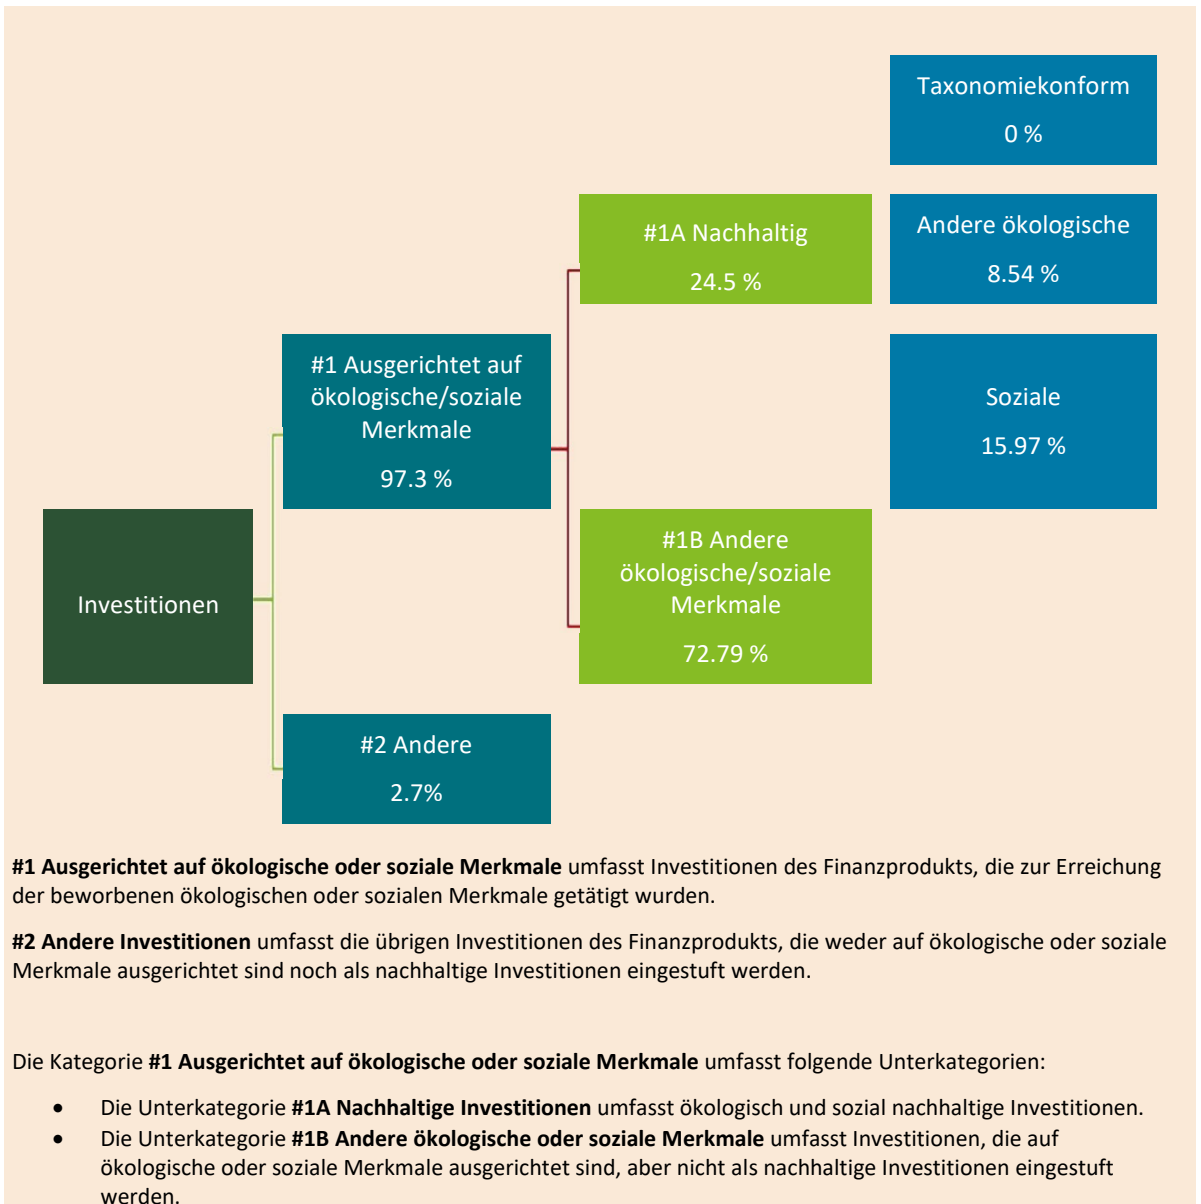 Taxonomiekonform
0 %
#1A Nachhaltig
24.5 %
Andere ökologische
8.54 %
#1 Ausgerichtet auf
ökologische/soziale
Merkmale
97.3 %
Soziale
15.97 %
Investitionen
#1B Andere
ökologische/soziale
Merkmale
72.79 %
#2 Andere
2.7%
#1 Ausgerichtet auf ökologische oder soziale Merkmale umfasst Investitionen des Finanzprodukts, die zur Erreichung
der beworbenen ökologischen oder sozialen Merkmale getätigt wurden.
#2 Andere Investitionen umfasst die übrigen Investitionen des Finanzprodukts, die weder auf ökologische oder soziale
Merkmale ausgerichtet sind noch als nachhaltige Investitionen eingestuft werden.
Die Kategorie #1 Ausgerichtet auf ökologische oder soziale Merkmale umfasst folgende Unterkategorien:
• Die Unterkategorie #1A Nachhaltige Investitionen umfasst ökologisch und sozial nachhaltige Investitionen.
• Die Unterkategorie #1B Andere ökologische oder soziale Merkmale umfasst Investitionen, die auf
ökologische oder soziale Merkmale ausgerichtet sind, aber nicht als nachhaltige Investitionen eingestuft
werden.